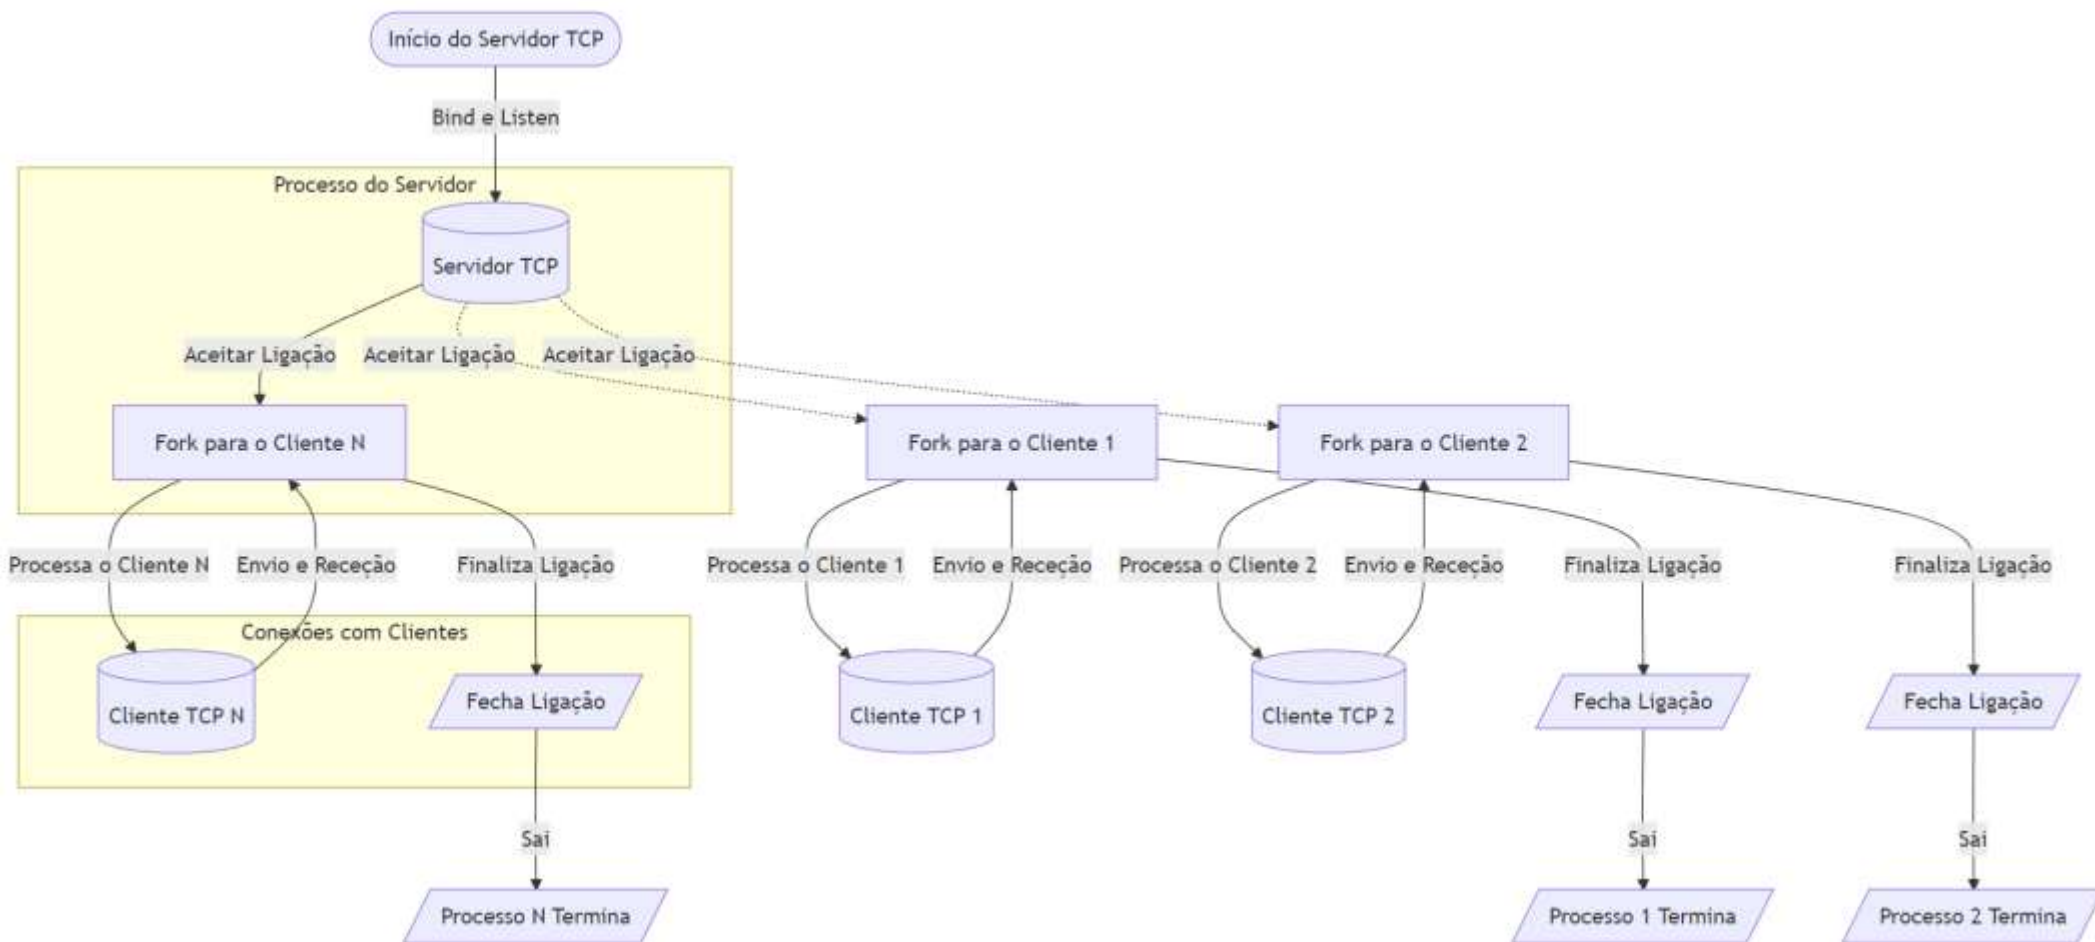 Início do Servidor TCP
Bind e Listen
Processo do Servidor
Servidor TCP
Aceitar Ligação
Aceitar Ligação
Aceitar Ligação
Fork para o Cliente N
Fork para o Cliente 1
Fork para o Cliente 2
Processa o Cliente N
Envio e Receção
Finaliza Ligação
Processa o Cliente 1
Envio e Receção
Processa o Cliente 2
Envio e Receção
Finaliza Ligação
Finaliza Ligação
Conexões com Clientes
Cliente TCP N
Fecha Ligação
Cliente TCP 1
Cliente TCP 2
Fecha Ligação
Fecha Ligação
Sai
Sai
Sai
Processo N Termina
Processo 1 Termina
Processo 2 Termina